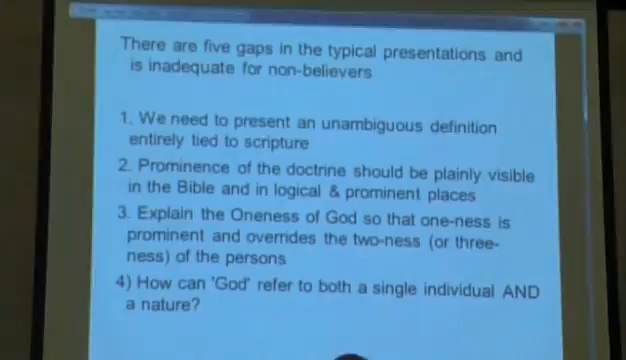 There are five gaps in the typical presentations and
is inadequate for non-believers
1. We need to present an unambiguous definition
entirely tied to scripture
2. Prominence of the doctrine should be plainly visible
in the Bible and in logical & prominent places
3. Explain the Oneness of God so that one-ness is
prominent and overrides the two-ness (or three-
ness) of the persons
4) How can 'God' refer to both a single individual AND
a nature?